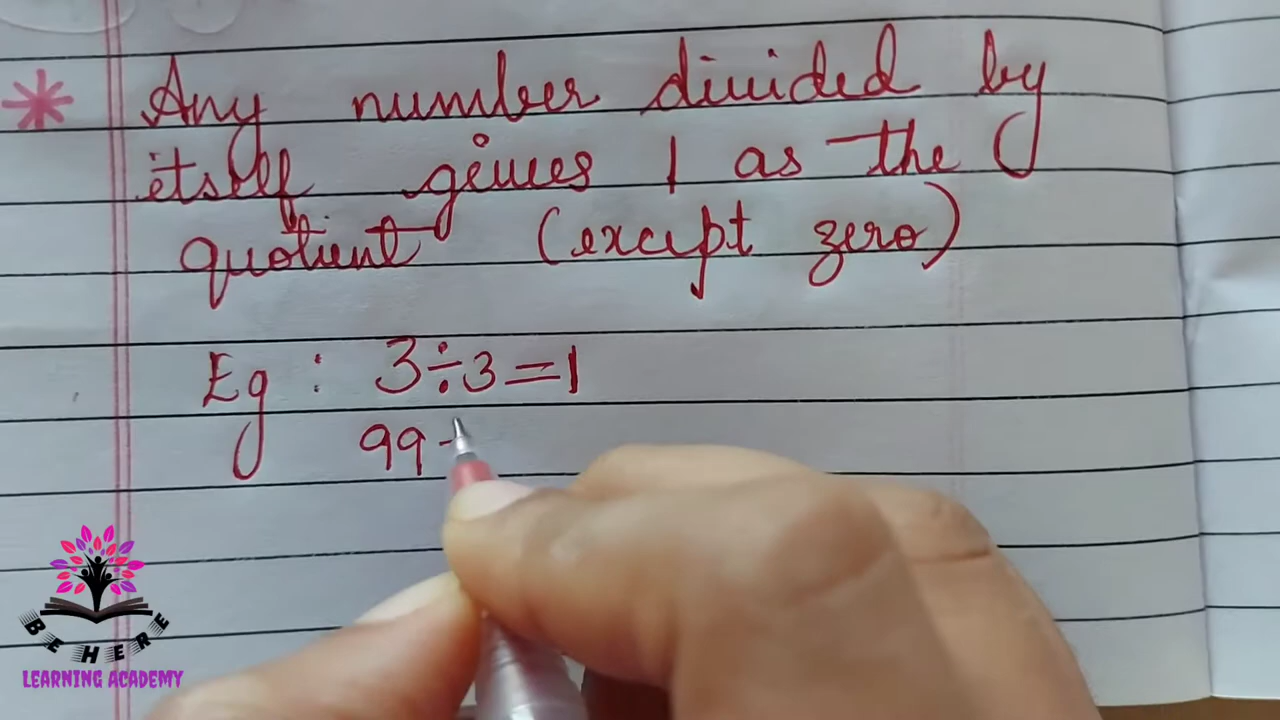 * Any number divided by
itself gives 1 as the
quotient (except zero)
Eg : 3÷3=1
99 -
BE HERE
LEARNING ACADEMY